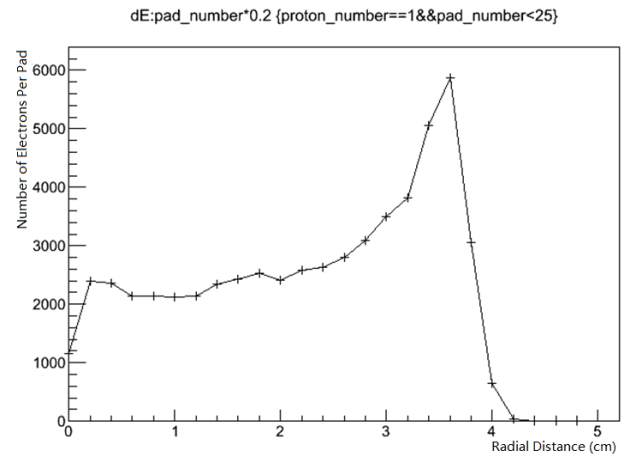 dE:pad_number*0.2 {proton_number==1&&pad_number<25}
Number of Electrons Per Pad
6000
5000
4000
3000
2000
1000
0
0 1 2 3 4 5
Radial Distance (cm)